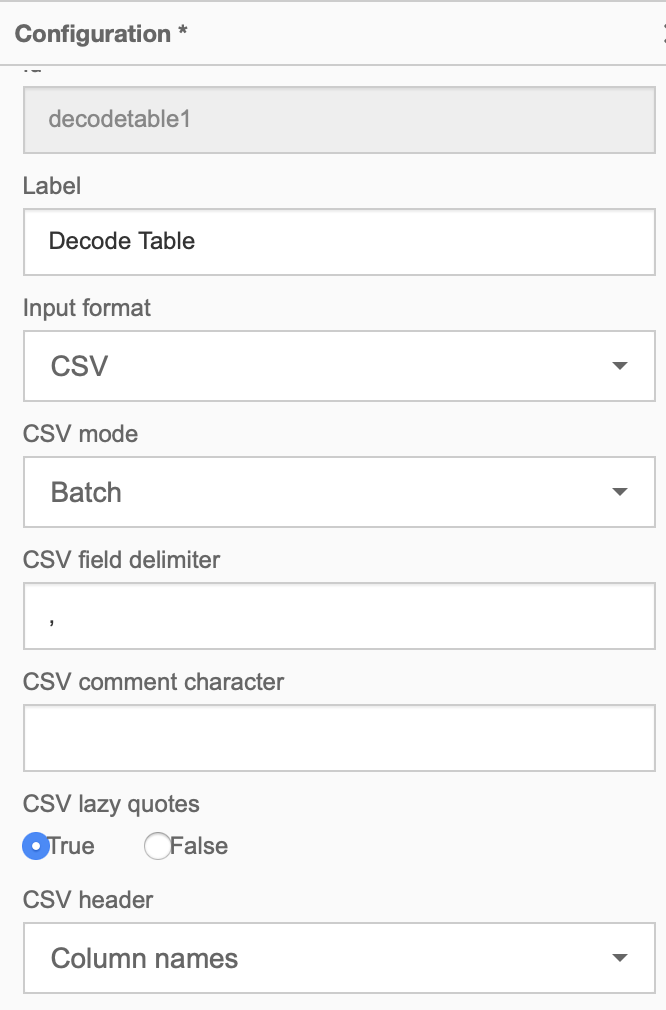 Configuration *
decodetable1
Label
Decode Table
Input format
CSV
CSV mode
Batch
CSV field delimiter
,
CSV comment character
CSV lazy quotes
True False
CSV header
Column names